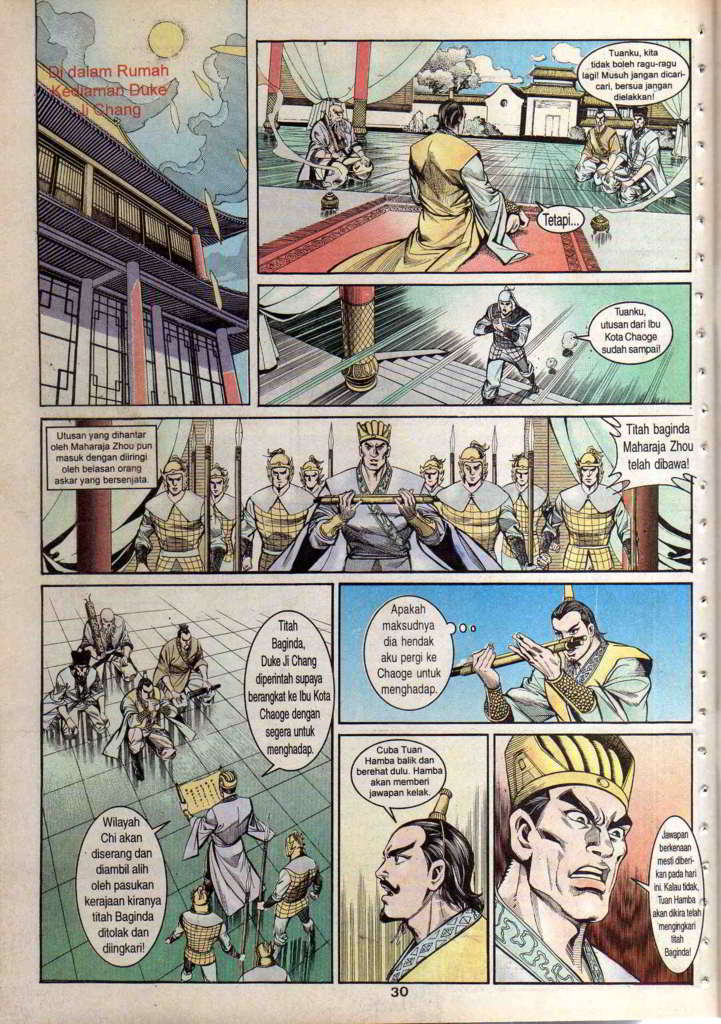 Di dalam Rumah
Kediaman Duke
Ji Chang
Tuanku, kita
tidak boleh ragu-ragu
lagi! Musuh jangan dicari-
cari, bersua jangan
dielakkan!
Tetapi...
Tuanku,
utusan dari Ibu
Kota Chaoge
sudah sampai!
Utusan yang dihantar
oleh Maharaja Zhou pun
masuk dengan diiringi
oleh belasan orang
askar yang bersenjata.
Titah baginda
Maharaja Zhou
telah dibawa!
Titah
Baginda,
Duke Ji Chang
diperintah supaya
berangkat ke Ibu Kota
Chaoge dengan
segera untuk
menghadap.
Wilayah
Chi akan
diserang dan
diambil alih
oleh pasukan
kerajaan kiranya
titah Baginda
ditolak dan
diingkari!
Apakah
maksudnya
dia hendak
aku pergi ke
Chaoge untuk
menghadap.
Cuba Tuan
Hamba balik dan
berehat dulu. Hamba
akan memberi
jawapan kelak.
Jawapan
berkenaan
mesti diberi-
kan pada hari
ini. Kalau tidak,
Tuan Hamba
akan dikira telah
mengingkari
titah
Baginda!
30